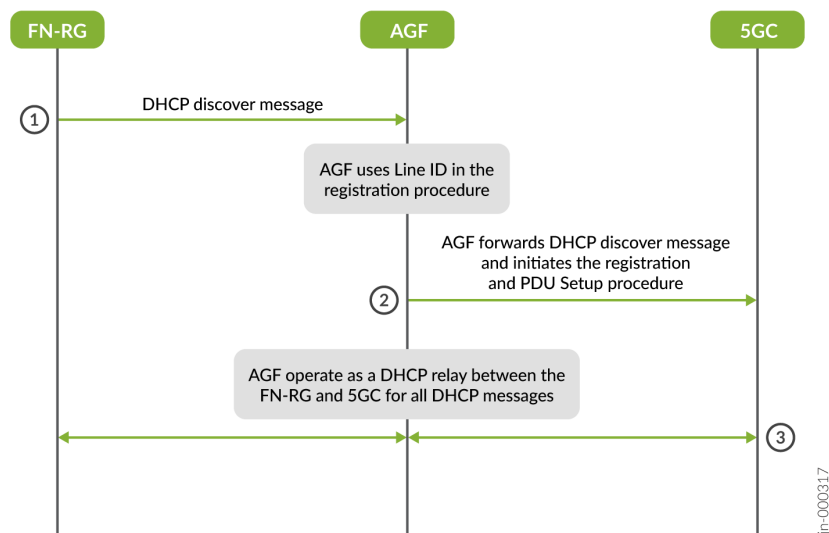 FN-RG
AGF
5GC
DHCP discover message
1
AGF uses Line ID in the
registration procedure
AGF forwards DHCP discover message
and initiates the registration
and PDU Setup procedure
2
AGF operate as a DHCP relay between the
FN-RG and 5GC for all DHCP messages
3
jn-000317